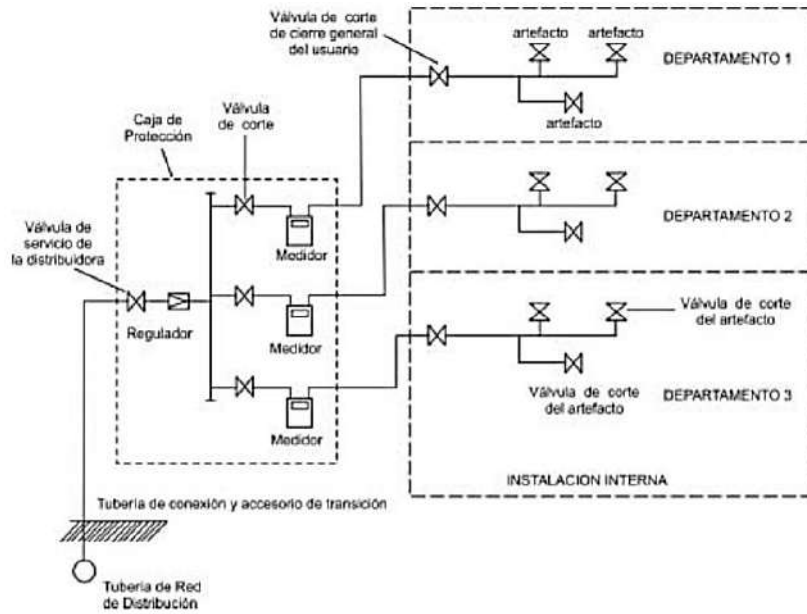 Válvula de corte
de cierre general
del usuario
artefacto
artefacto
DEPARTAMENTO 1
artefacto
Caja de
Protección
Válvula
de corte
Medidor
DEPARTAMENTO 2
Válvula de
servicio de
la distribuidora
Regulador
Medidor
Válvula de corte
del artefacto
Válvula de corte
del artefacto
DEPARTAMENTO 3
Medidor
INSTALACION INTERNA
Tubería de conexión y accesorio de transición
Tubería de Red
de Distribución